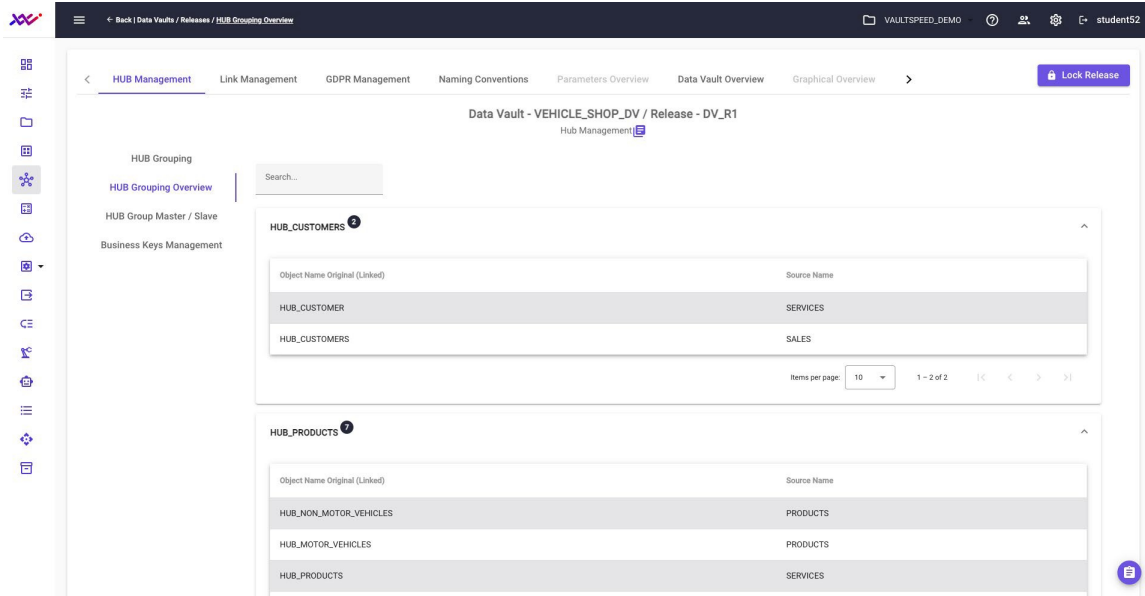 ← Back | Data Vaults / Releases / HUB Grouping Overview
VAULTSPEED_DEMO
student52
HUB Management Link Management GDPR Management Naming Conventions Parameters Overview Data Vault Overview Graphical Overview
Lock Release
Data Vault - VEHICLE_SHOP_DV / Release - DV_R1
Hub Management
HUB Grouping
HUB Grouping Overview
HUB Group Master / Slave
Business Keys Management
Search...
HUB_CUSTOMERS 2
Object Name Original (Linked) Source Name
HUB_CUSTOMER SERVICES
HUB_CUSTOMERS SALES
Items per page: 10 1 – 2 of 2
HUB_PRODUCTS 7
Object Name Original (Linked) Source Name
HUB_NON_MOTOR_VEHICLES PRODUCTS
HUB_MOTOR_VEHICLES PRODUCTS
HUB_PRODUCTS SERVICES